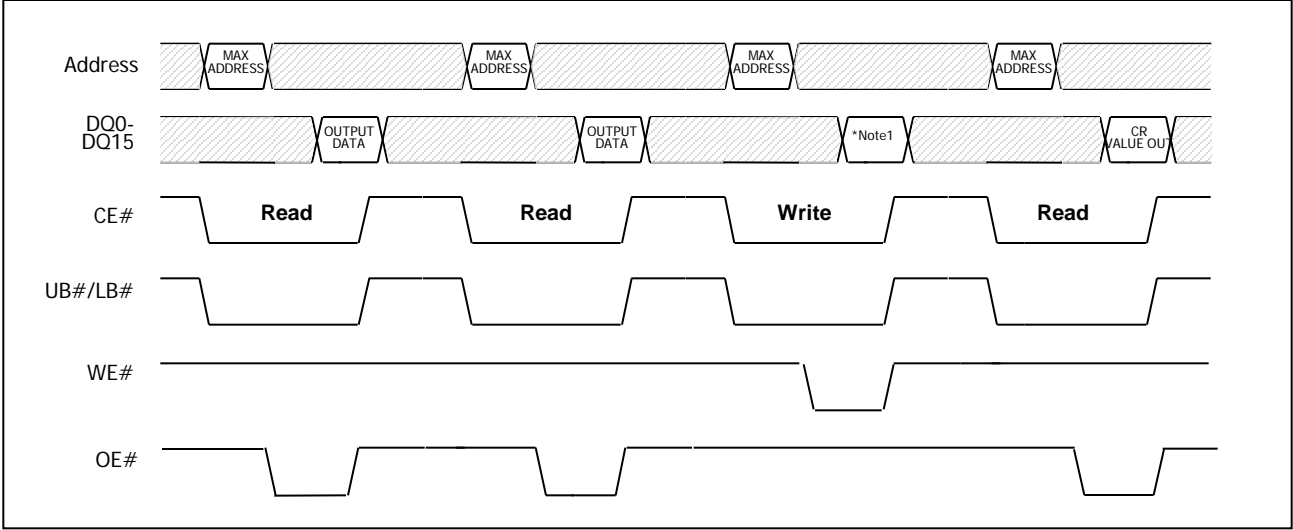 Address
MAX
ADDRESS
MAX
ADDRESS
MAX
ADDRESS
MAX
ADDRESS
DQ0-
DQ15
OUTPUT
DATA
OUTPUT
DATA
*Note1
CR
VALUE OUT
CE#
Read
Read
Write
Read
UB#/LB#
WE#
OE#